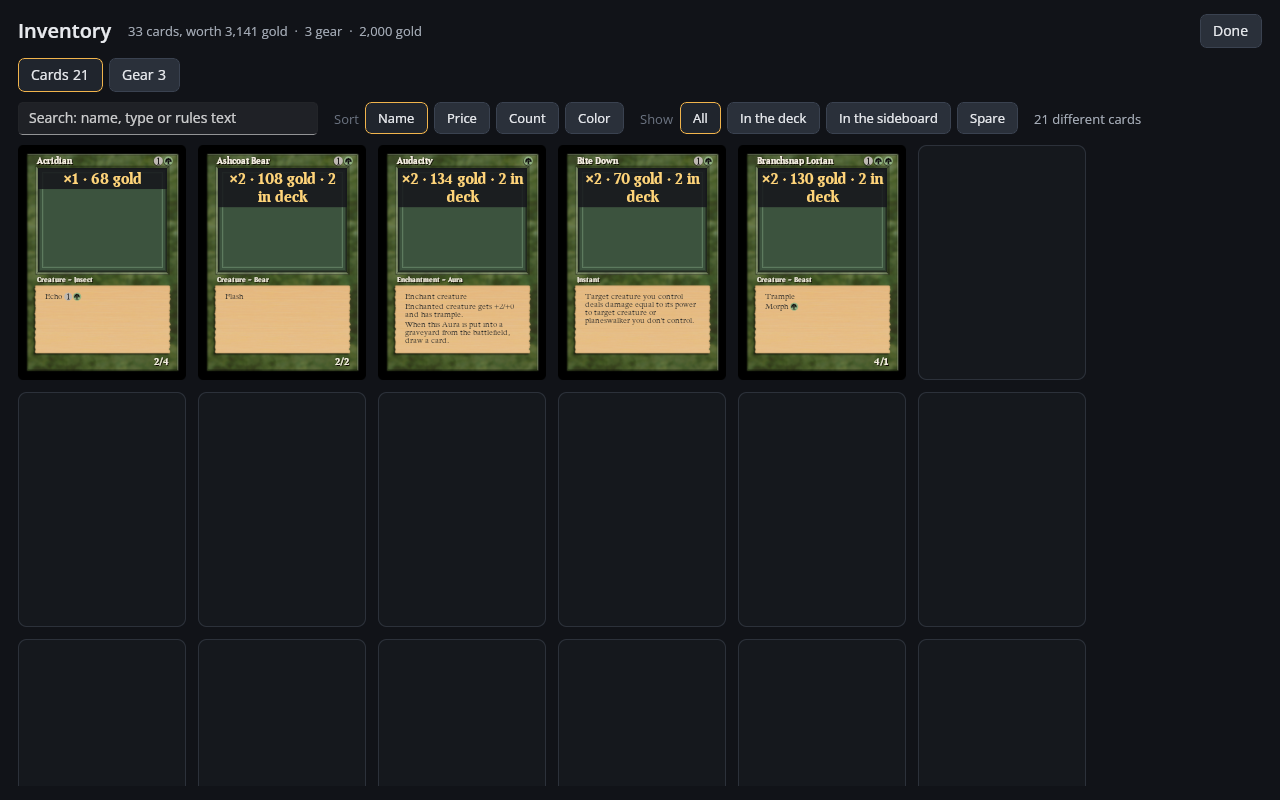 Inventory 33 cards, worth 3,141 gold · 3 gear · 2,000 gold Done
Cards 21 Gear 3
Search: name, type or rules text Sort Name Price Count Color Show All In the deck In the sideboard Spare 21 different cards
Acridian 1
×1 · 68 gold
Creature – Insect
Echo 1
2/4
Ashcoat Bear 1
×2 · 108 gold · 2
in deck
Creature – Bear
Flash
2/2
Audacity
×2 · 134 gold · 2 in
deck
Enchantment – Aura
Enchant creature
Enchanted creature gets +2/+0
and has trample.
When this Aura is put into a
graveyard from the battlefield,
draw a card.
Bite Down 1
×2 · 70 gold · 2 in
deck
Instant
Target creature you control
deals damage equal to its power
to target creature or
planeswalker you don't control.
Branchsnap Lorian 1
×2 · 130 gold · 2 in
deck
Creature – Beast
Trample
Morph
4/1